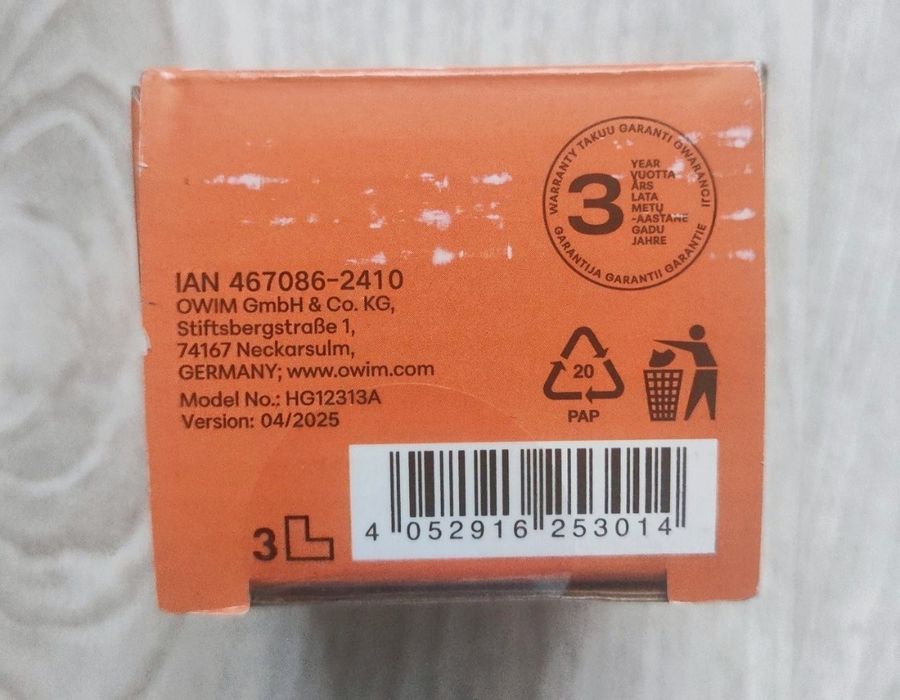 WARRANTY TAKUU GARANTI GWARANCJI
GARANTIJA GARANTII GARANTIE
3
YEAR
VUOTTA
ÅRS
LATA
METŲ
-AASTANE
GADU
JAHRE
IAN 467086-2410
OWIM GmbH & Co. KG,
Stiftsbergstraße 1,
74167 Neckarsulm,
GERMANY; www.owim.com
Model No.: HG12313A
Version: 04/2025
20
PAP
3
4 052916 253014